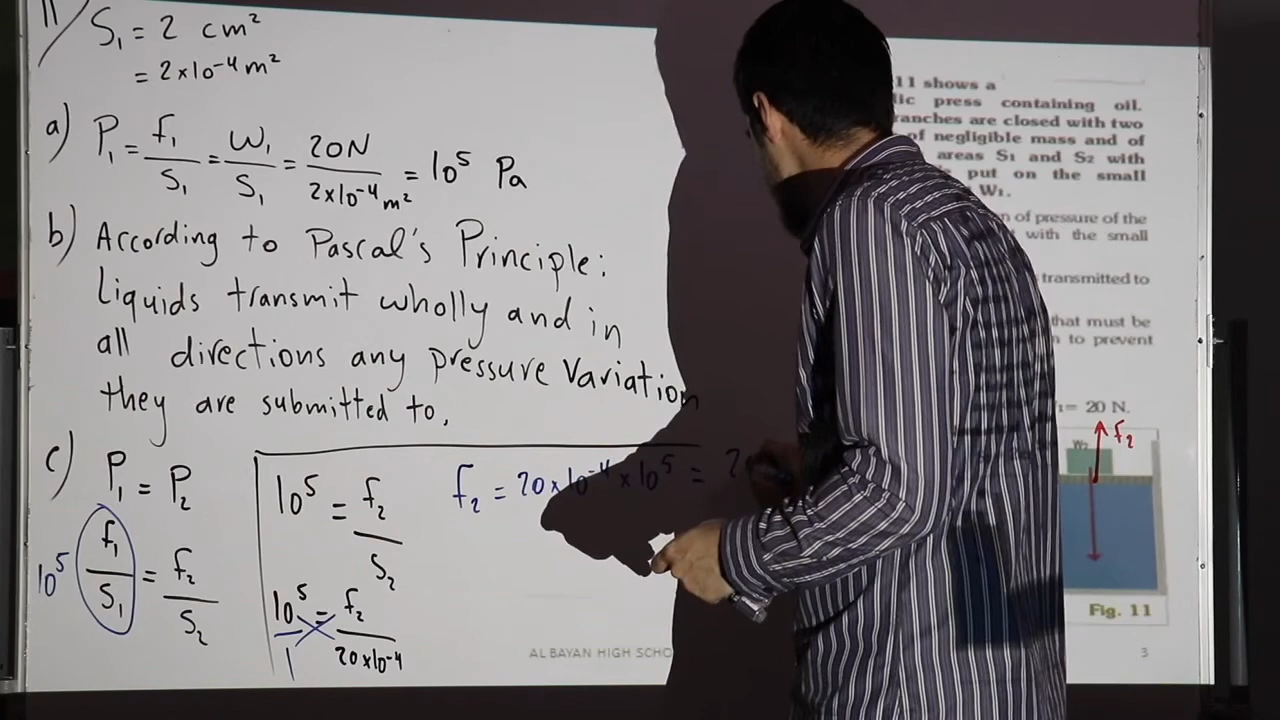 11/ S₁ = 2 cm²
= 2×10⁻⁴ m²
a) P₁ = f₁/S₁ = W₁/S₁ = 20N/2×10⁻⁴m² = 10⁵ Pa
b) According to Pascal's Principle:
Liquids transmit wholly and in
all directions any pressure variation
they are submitted to.
c) P₁ = P₂
10⁵ f₁/S₁ = f₂/S₂
10⁵ = f₂/S₂
10⁵/1 = f₂/20×10⁻⁴
f₂ = 20×10⁻⁴×10⁵ = 2
11 shows a
lic press containing oil.
ranches are closed with two
of negligible mass and of
areas S₁ and S₂ with
put on the small
W₁.
n of pressure of the
with the small
transmitted to
that must be
n to prevent
= 20 N.
f₂
W₂
Fig. 11
AL BAYAN HIGH SCHO
3